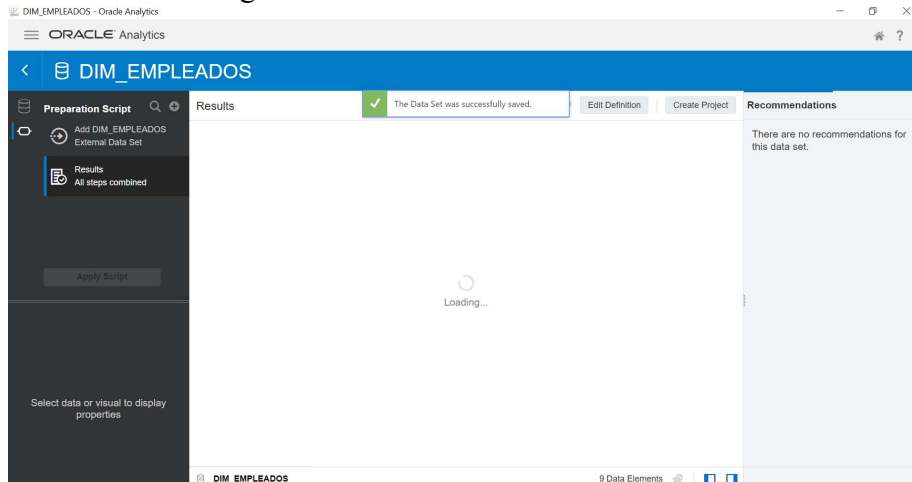 DIM_EMPLEADOS - Oracle Analytics
ORACLE Analytics
?
DIM_EMPLEADOS
Preparation Script
Add DIM_EMPLEADOS
External Data Set
Results
All steps combined
Apply Script
Select data or visual to display
properties
Results
The Data Set was successfully saved.
Edit Definition
Create Project
Loading...
DIM_EMPLEADOS
9 Data Elements
Recommendations
There are no recommendations for
this data set.